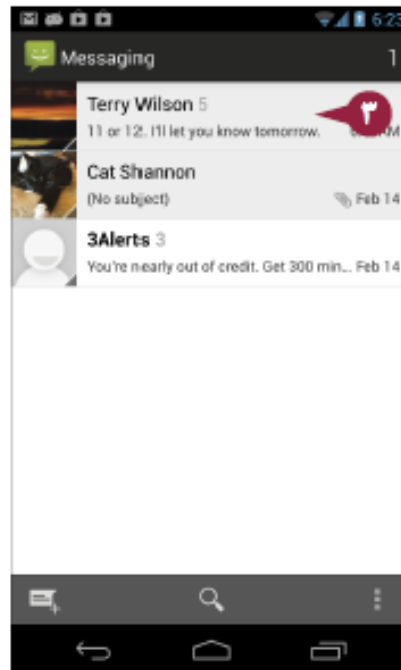 6:23
Messaging 1
Terry Wilson 5
٣
11 or 12. I'll let you know tomorrow.
Cat Shannon
(No subject) Feb 14
3Alerts 3
You're nearly out of credit. Get 300 min... Feb 14